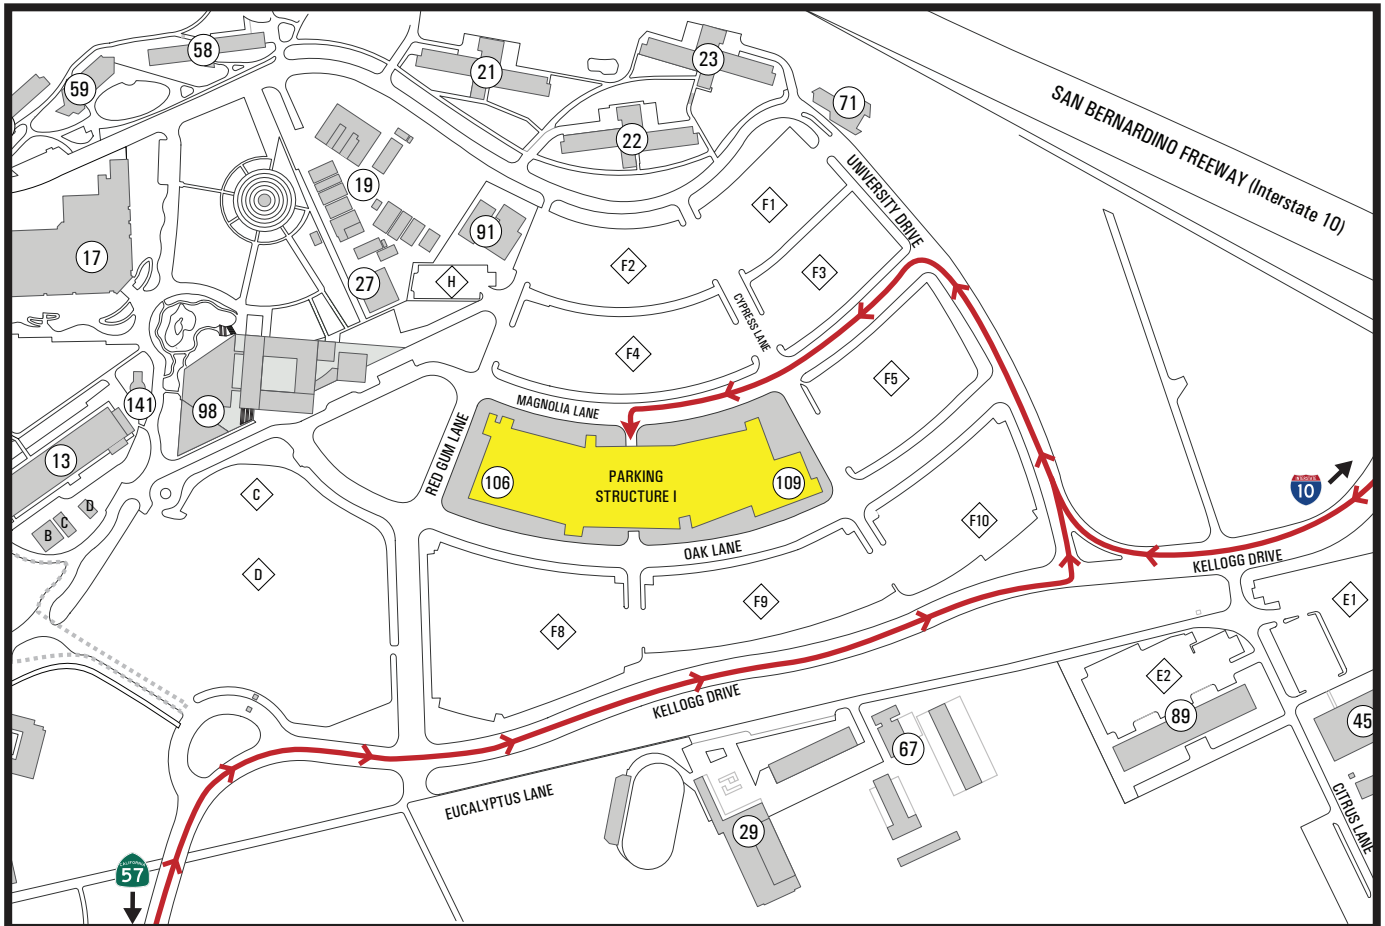 58
21
23
59
71
SAN BERNARDINO FREEWAY (Interstate 10)
22
UNIVERSITY DRIVE
19
F1
91
17
F2
F3
27
H
CYPRESS LANE
F4
F5
MAGNOLIA LANE
141
98
RED GUM LANE
13
PARKING
STRUCTURE I
106
109
C
D
C
B
INTERSTATE
10
F10
OAK LANE
KELLOGG DRIVE
D
E1
F9
F8
E2
KELLOGG DRIVE
89
45
67
EUCALYPTUS LANE
CITRUS LANE
29
CALIFORNIA
57